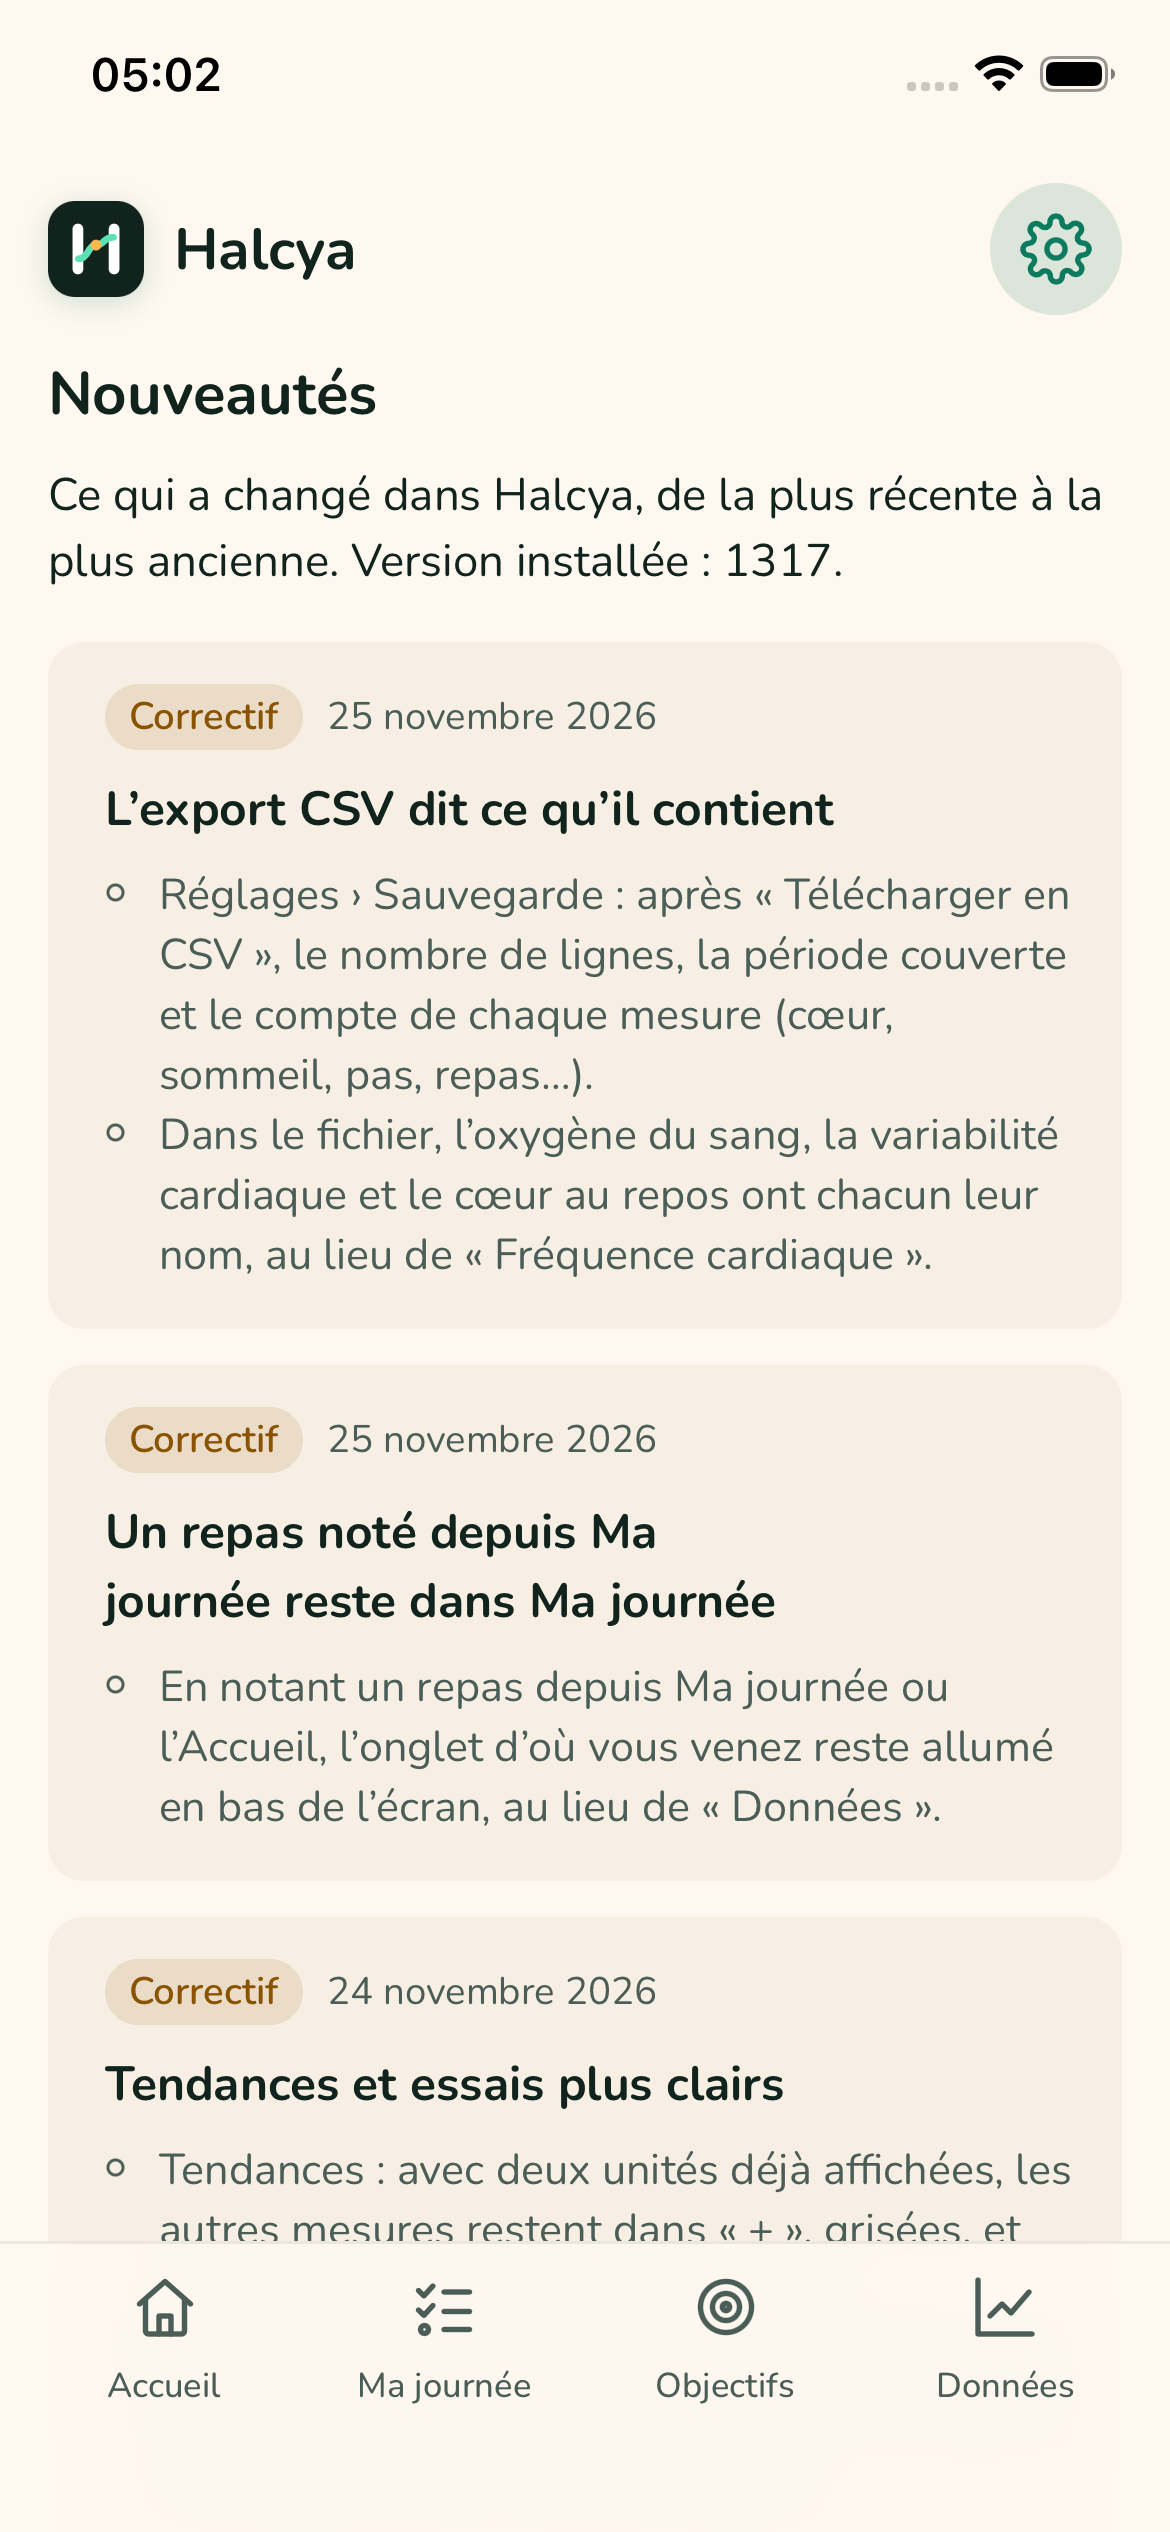 05:02
Halcya
Nouveautés
Ce qui a changé dans Halcya, de la plus récente à la
plus ancienne. Version installée : 1317.
Correctif 25 novembre 2026
L’export CSV dit ce qu’il contient
Réglages › Sauvegarde : après « Télécharger en
CSV », le nombre de lignes, la période couverte
et le compte de chaque mesure (cœur,
sommeil, pas, repas…).
Dans le fichier, l’oxygène du sang, la variabilité
cardiaque et le cœur au repos ont chacun leur
nom, au lieu de « Fréquence cardiaque ».
Correctif 25 novembre 2026
Un repas noté depuis Ma
journée reste dans Ma journée
En notant un repas depuis Ma journée ou
l’Accueil, l’onglet d’où vous venez reste allumé
en bas de l’écran, au lieu de « Données ».
Correctif 24 novembre 2026
Tendances et essais plus clairs
Tendances : avec deux unités déjà affichées, les
autres mesures restent dans « + », grisées, et
Accueil
Ma journée
Objectifs
Données